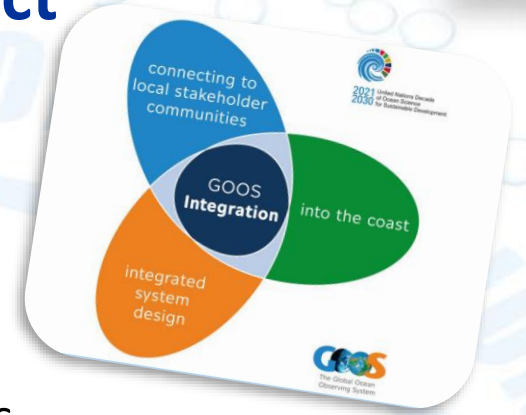 ct
connecting to
local stakeholder
communities
2021 United Nations Decade
of Ocean Science
2030 for Sustainable Development
GOOS
Integration
into the coast
integrated
system
design
GOOS
The Global Ocean
Observing System